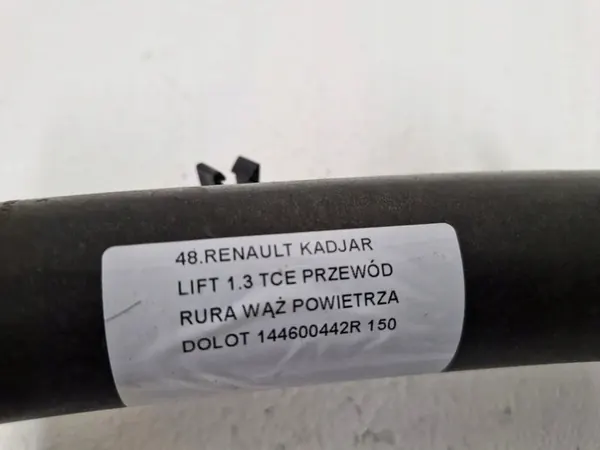 48.RENAULT KADJAR
LIFT 1.3 TCE PRZEWÓD
RURA WĄŻ POWIETRZA
DOLOT 144600442R 150